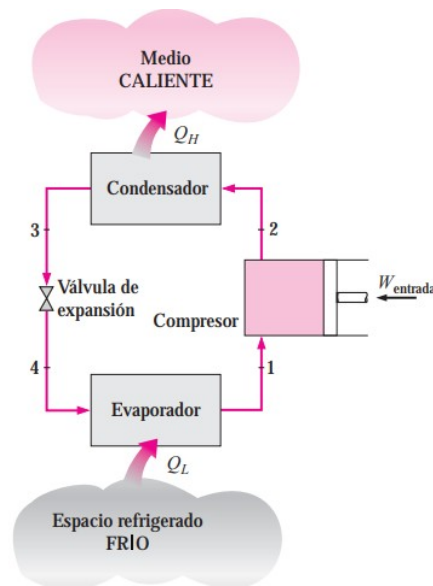 Medio
CALIENTE
Q_H
Condensador
3
2
Válvula de
expansión
W_entrada
Compresor
4
1
Evaporador
Q_L
Espacio refrigerado
FRÍO